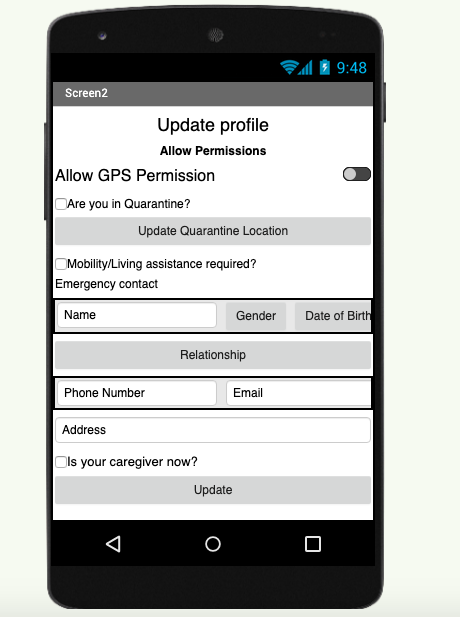 9:48
Screen2
Update profile
Allow Permissions
Allow GPS Permission
Are you in Quarantine?
Update Quarantine Location
Mobility/Living assistance required?
Emergency contact
Name Gender Date of Birth
Relationship
Phone Number Email
Address
Is your caregiver now?
Update